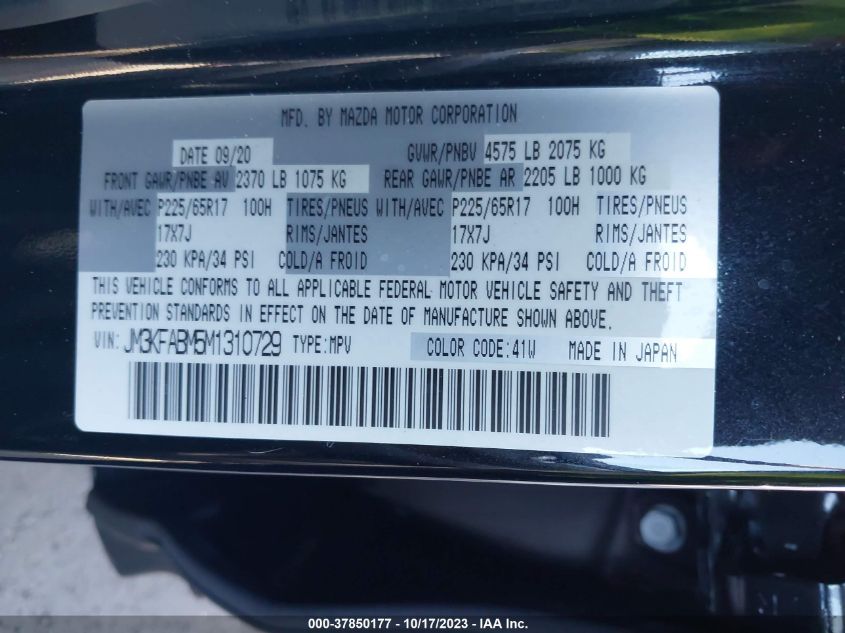 MFD. BY MAZDA MOTOR CORPORATION
DATE 09/20 GVWR/PNBV 4575 LB 2075 KG
FRONT GAWR/PNBE AV 2370 LB 1075 KG REAR GAWR/PNBE AR 2205 LB 1000 KG
WITH/AVEC P225/65R17 100H TIRES/PNEUS WITH/AVEC P225/65R17 100H TIRES/PNEUS
17X7J RIMS/JANTES 17X7J RIMS/JANTES
230 KPA/34 PSI COLD/A FROID 230 KPA/34 PSI COLD/A FROID
THIS VEHICLE CONFORMS TO ALL APPLICABLE FEDERAL MOTOR VEHICLE SAFETY AND THEFT
PREVENTION STANDARDS IN EFFECT ON THE DATE OF MANUFACTURE SHOWN ABOVE.
VIN: JM3KFABM5M1310729 TYPE:MPV COLOR CODE:41W MADE IN JAPAN
000-37850177 - 10/17/2023 - IAA Inc.